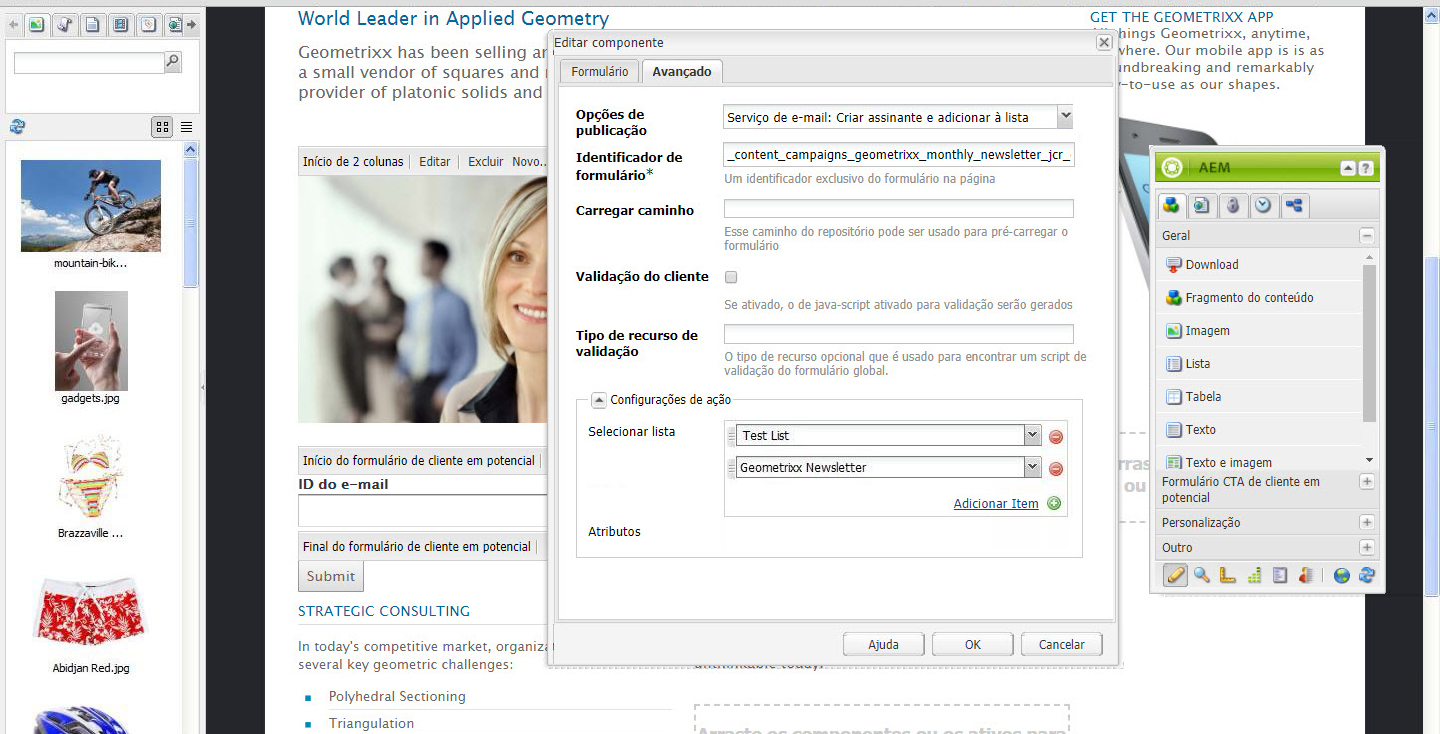 World Leader in Applied Geometry
Geometrixx has been selling
a small vendor of squares and
provider of platonic solids and
GET THE GEOMETRIXX APP
things Geometrixx, anytime,
where. Our mobile app is is as
undbreaking and remarkably
y-to-use as our shapes.
mountain-bik...
gadgets.jpg
Brazzaville ...
Abidjan Red.jpg
Início de 2 colunas
Editar
Excluir
Novo..
Início do formulário de cliente em potencial
ID do e-mail
Final do formulário de cliente em potencial
Submit
STRATEGIC CONSULTING
In today's competitive market,
several key geometric challenges:
Polyhedral Sectioning
Triangulation
Editar componente
Formulário
Avançado
Opções de
publicação
Serviço de e-mail: Criar assinante e adicionar à lista
Identificador de
formulário*
_content_campaigns_geometrixx_monthly_newsletter_jcr_
Um identificador exclusivo do formulário na página
Carregar caminho
Esse caminho do repositório pode ser usado para pré-carregar o
formulário
Validação do cliente
Se ativado, o de java-script ativado para validação serão gerados
Tipo de recurso de
validação
O tipo de recurso opcional que é usado para encontrar um script de
validação do formulário global.
Configurações de ação
Selecionar lista
Test List
Geometrixx Newsletter
Adicionar Item
Atributos
Ajuda
OK
Cancelar
Arraste os componentes ou os ativos para
AEM
Geral
Download
Fragmento do conteúdo
Imagem
Lista
Tabela
Texto
Texto e imagem
Formulário CTA de cliente em
potencial
Personalização
Outro